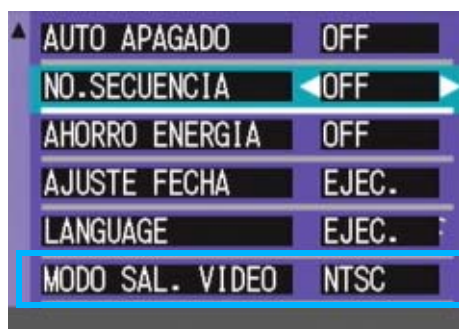 AUTO APAGADO OFF
NO.SECUENCIA OFF
AHORRO ENERGIA OFF
AJUSTE FECHA EJEC.
LANGUAGE EJEC.
MODO SAL. VIDEO NTSC